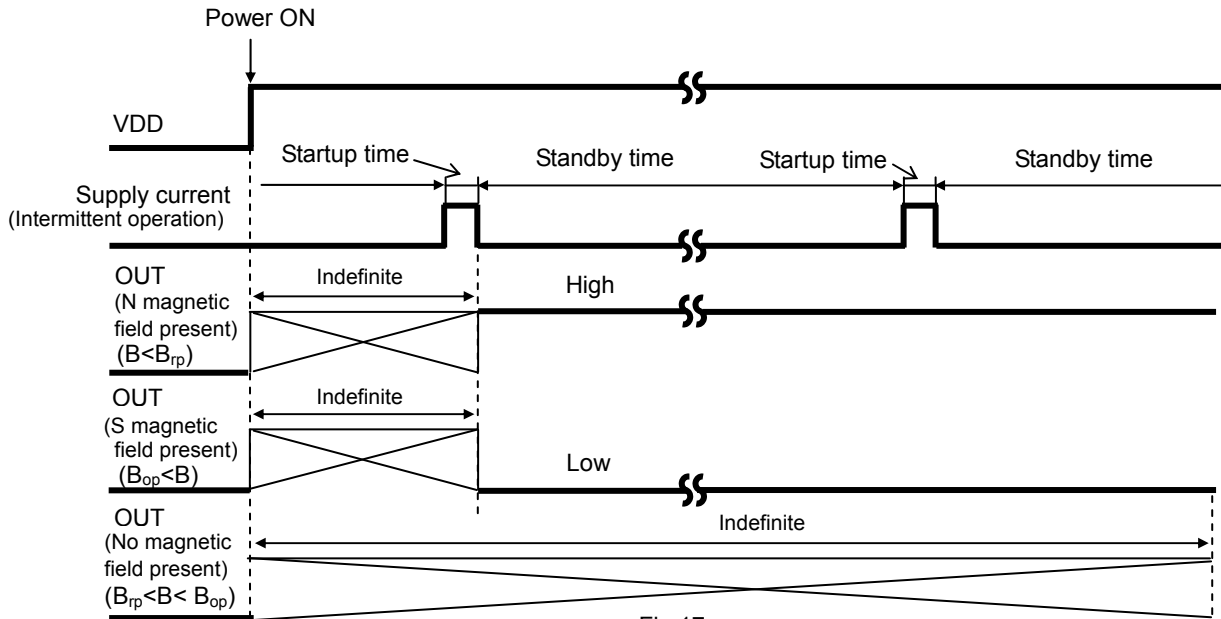 Power ON
VDD
Startup time
Standby time
Startup time
Standby time
Supply current
(Intermittent operation)
OUT
(N magnetic
field present)
(B<Brp)
Indefinite
High
OUT
(S magnetic
field present)
(Bop<B)
Indefinite
Low
OUT
(No magnetic
field present)
(Brp<B< Bop)
Indefinite